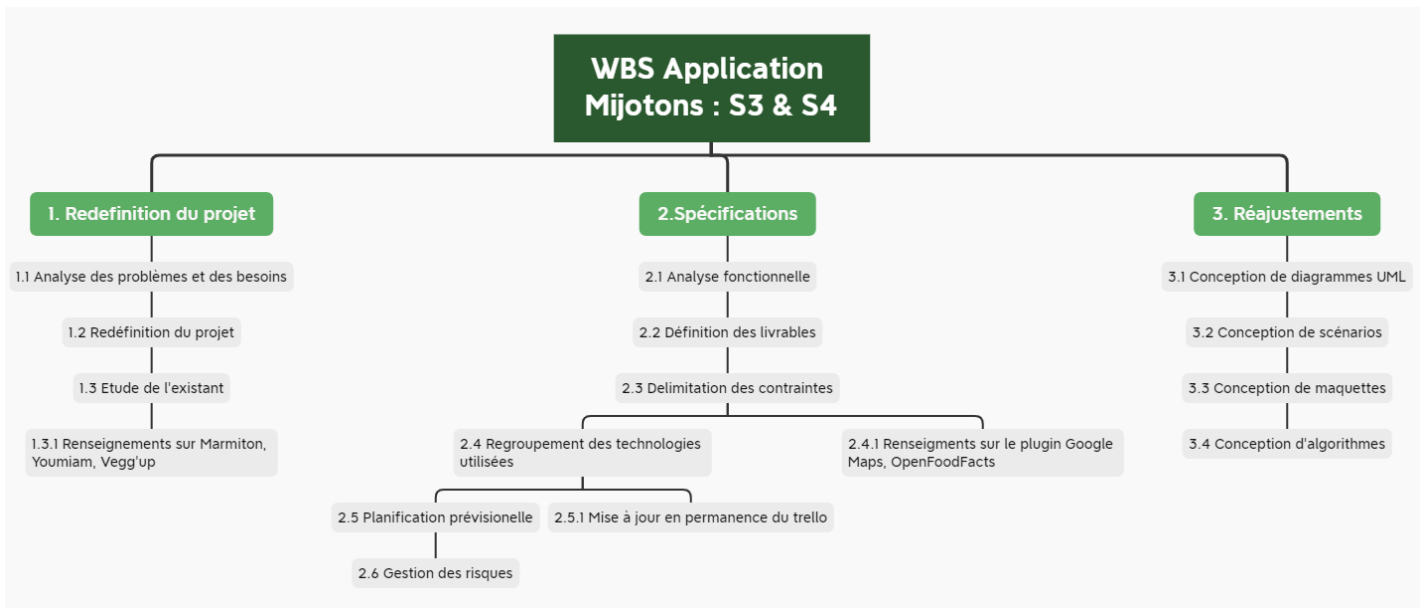 WBS Application
Mijotons : S3 & S4
1. Redefinition du projet
1.1 Analyse des problèmes et des besoins
1.2 Redéfinition du projet
1.3 Etude de l'existant
1.3.1 Renseignements sur Marmiton,
Youmiam, Vegg'up
2.Spécifications
2.1 Analyse fonctionnelle
2.2 Définition des livrables
2.3 Delimitation des contraintes
2.4 Regroupement des technologies
utilisées
2.4.1 Renseigments sur le plugin Google
Maps, OpenFoodFacts
2.5 Planification prévisionelle
2.5.1 Mise à jour en permanence du trello
2.6 Gestion des risques
3. Réajustements
3.1 Conception de diagrammes UML
3.2 Conception de scénarios
3.3 Conception de maquettes
3.4 Conception d'algorithmes